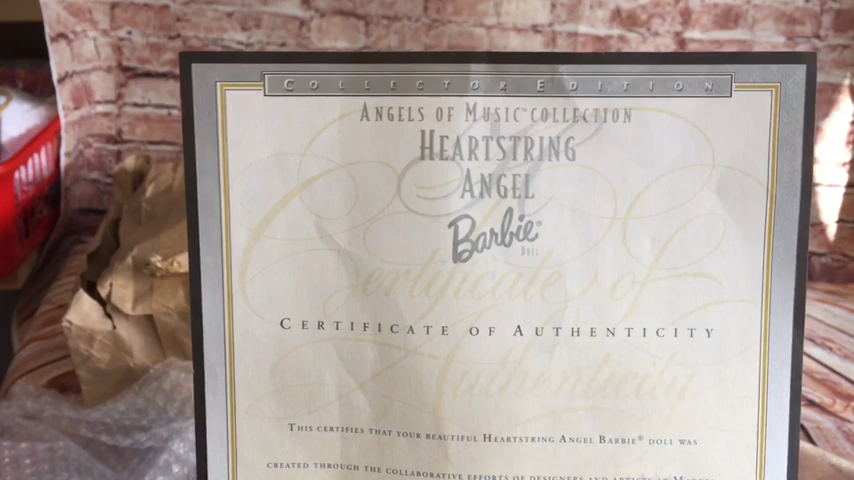 COLLECTOR EDITION
ANGELS OF MUSIC™ COLLECTION
HEARTSTRING
ANGEL
Barbie®
DOLL
Certificate of
CERTIFICATE OF AUTHENTICITY
Authenticity
THIS CERTIFIES THAT YOUR BEAUTIFUL HEARTSTRING ANGEL BARBIE® DOLL WAS
CREATED THROUGH THE COLLABORATIVE EFFORTS OF DESIGNERS AND ARTISTS AT MATTEL